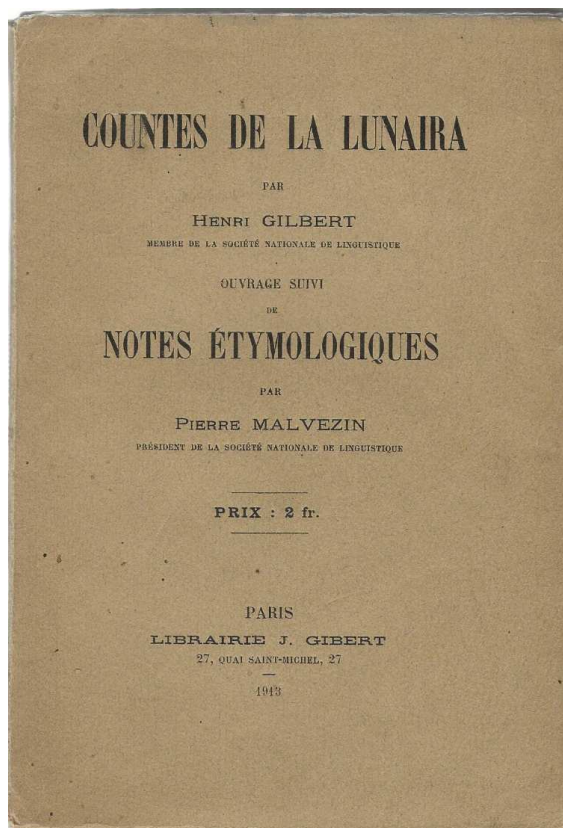 COUNTES DE LA LUNAIRA
PAR
HENRI GILBERT
MEMBRE DE LA SOCIÉTÉ NATIONALE DE LINGUISTIQUE
OUVRAGE SUIVI
DE
NOTES ÉTYMOLOGIQUES
PAR
PIERRE MALVEZIN
PRÉSIDENT DE LA SOCIÉTÉ NATIONALE DE LINGUISTIQUE
PRIX : 2 fr.
PARIS
LIBRAIRIE J. GIBERT
27, QUAI SAINT-MICHEL, 27
1913